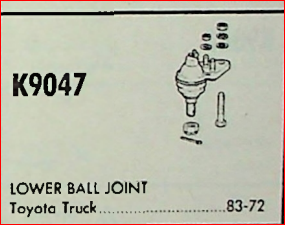 K9047
LOWER BALL JOINT
Toyota Truck..............................83-72